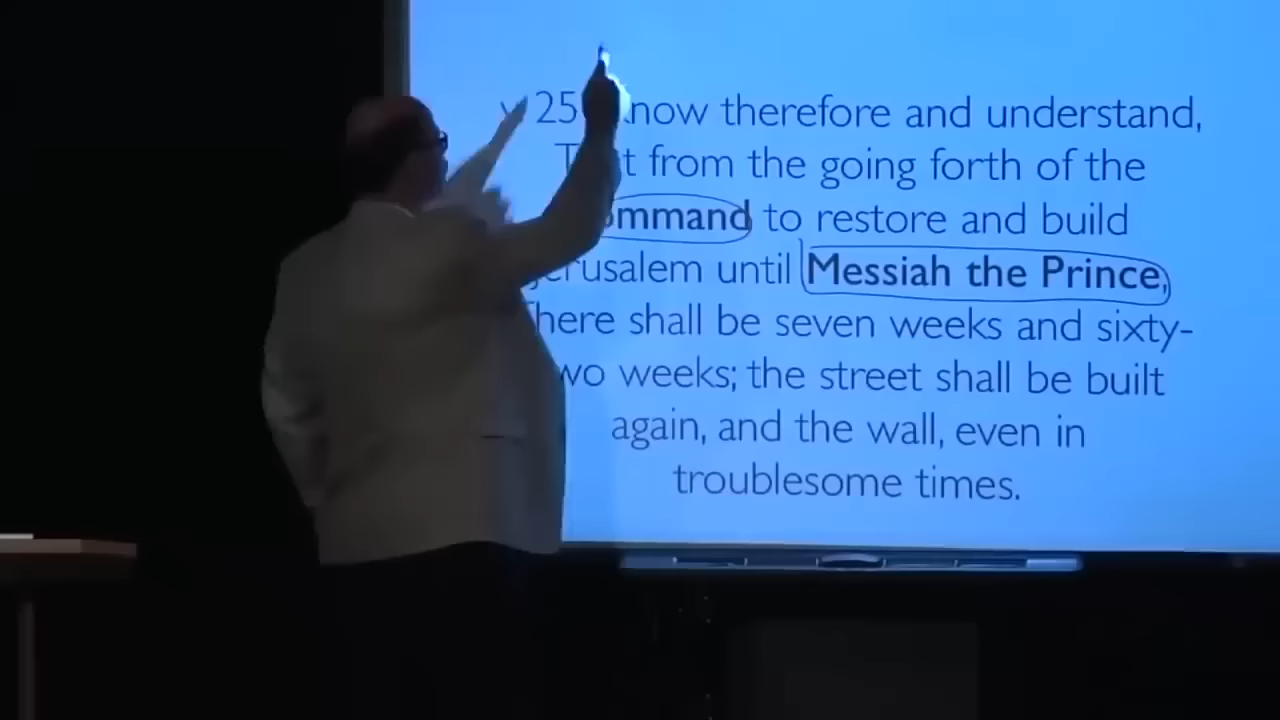 25 now therefore and understand,
t from the going forth of the
ommand to restore and build
erusalem until Messiah the Prince,
here shall be seven weeks and sixty-
wo weeks; the street shall be built
again, and the wall, even in
troublesome times.